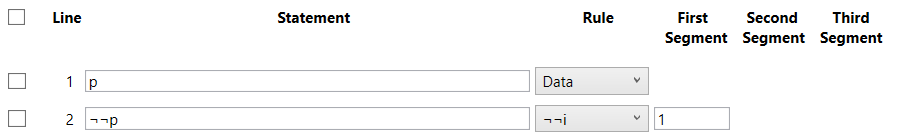 Line Statement Rule First Segment Second Segment Third Segment
1 p Data
2 ¬¬p ¬¬i 1